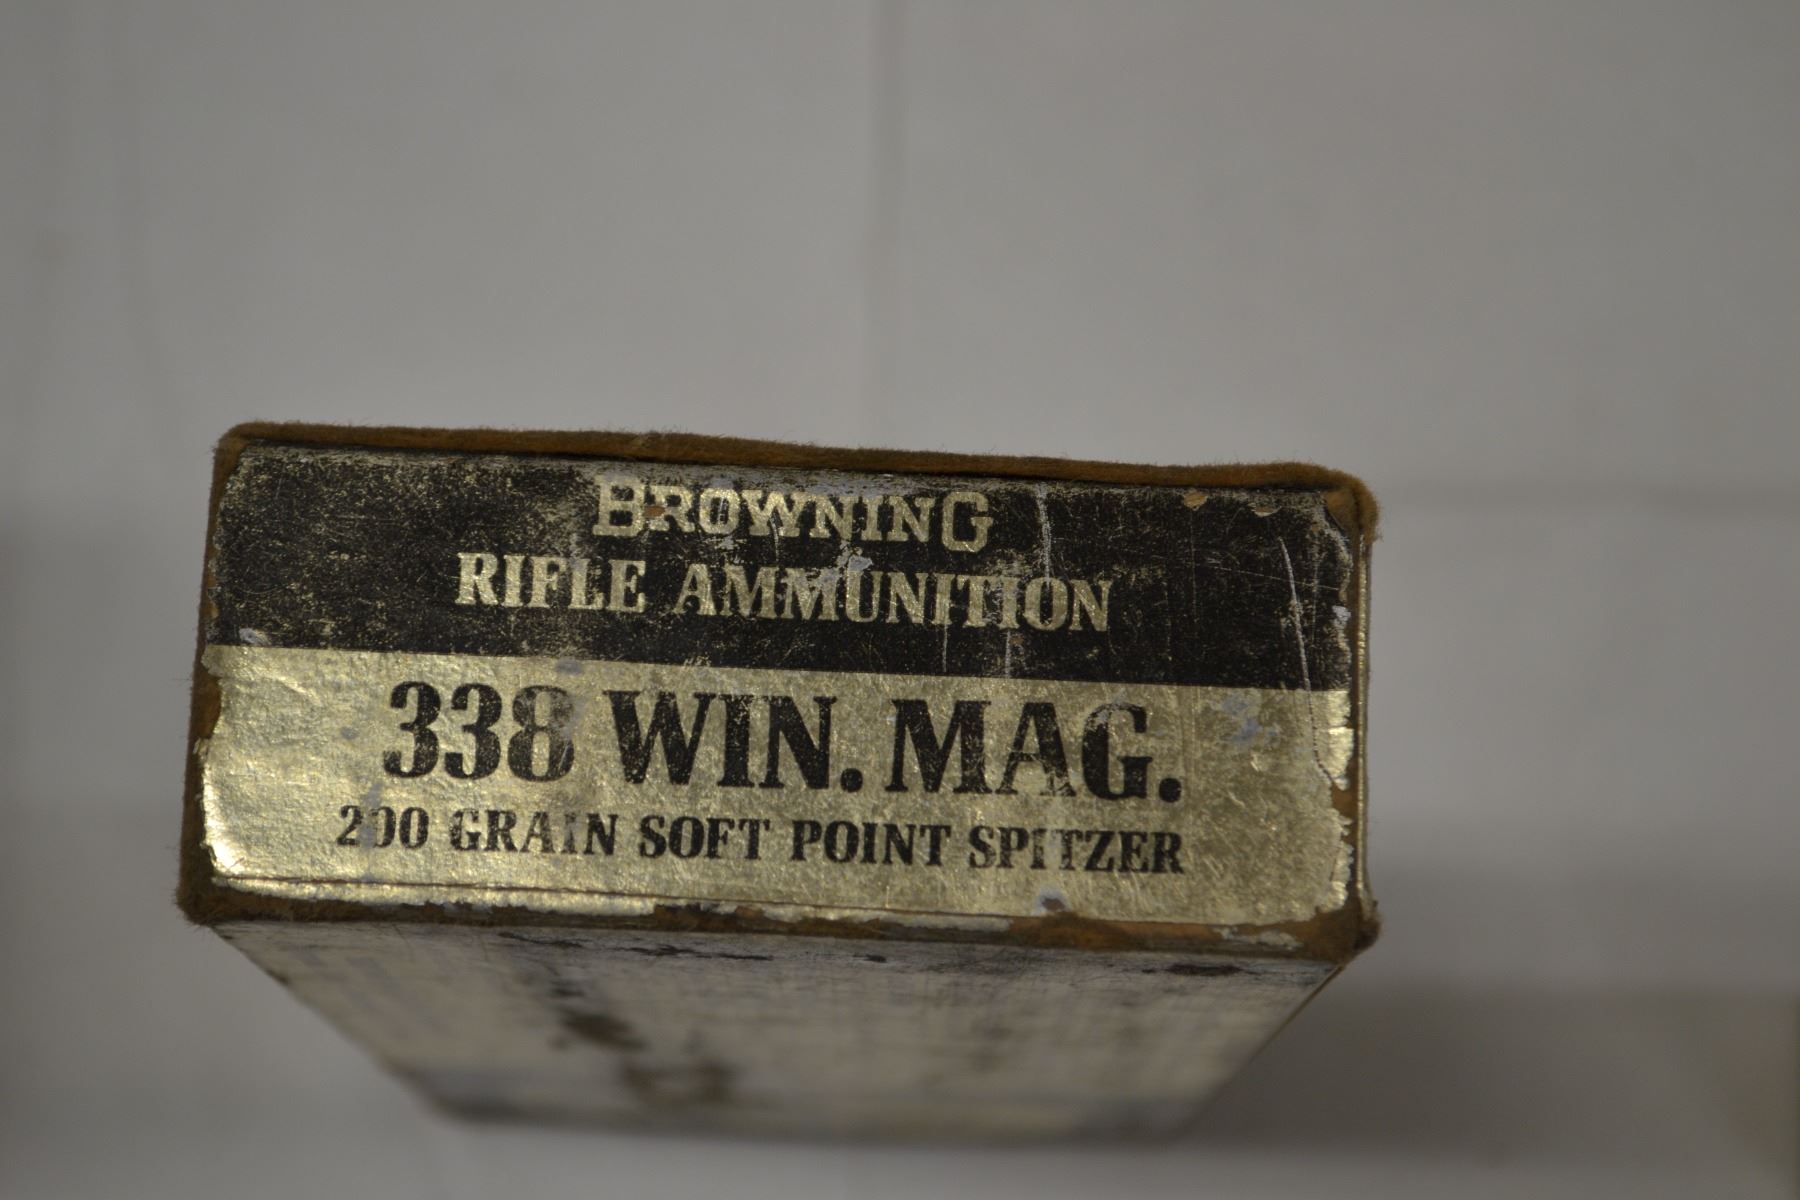 BROWNING
RIFLE AMMUNITION
338 WIN. MAG.
200 GRAIN SOFT POINT SPITZER